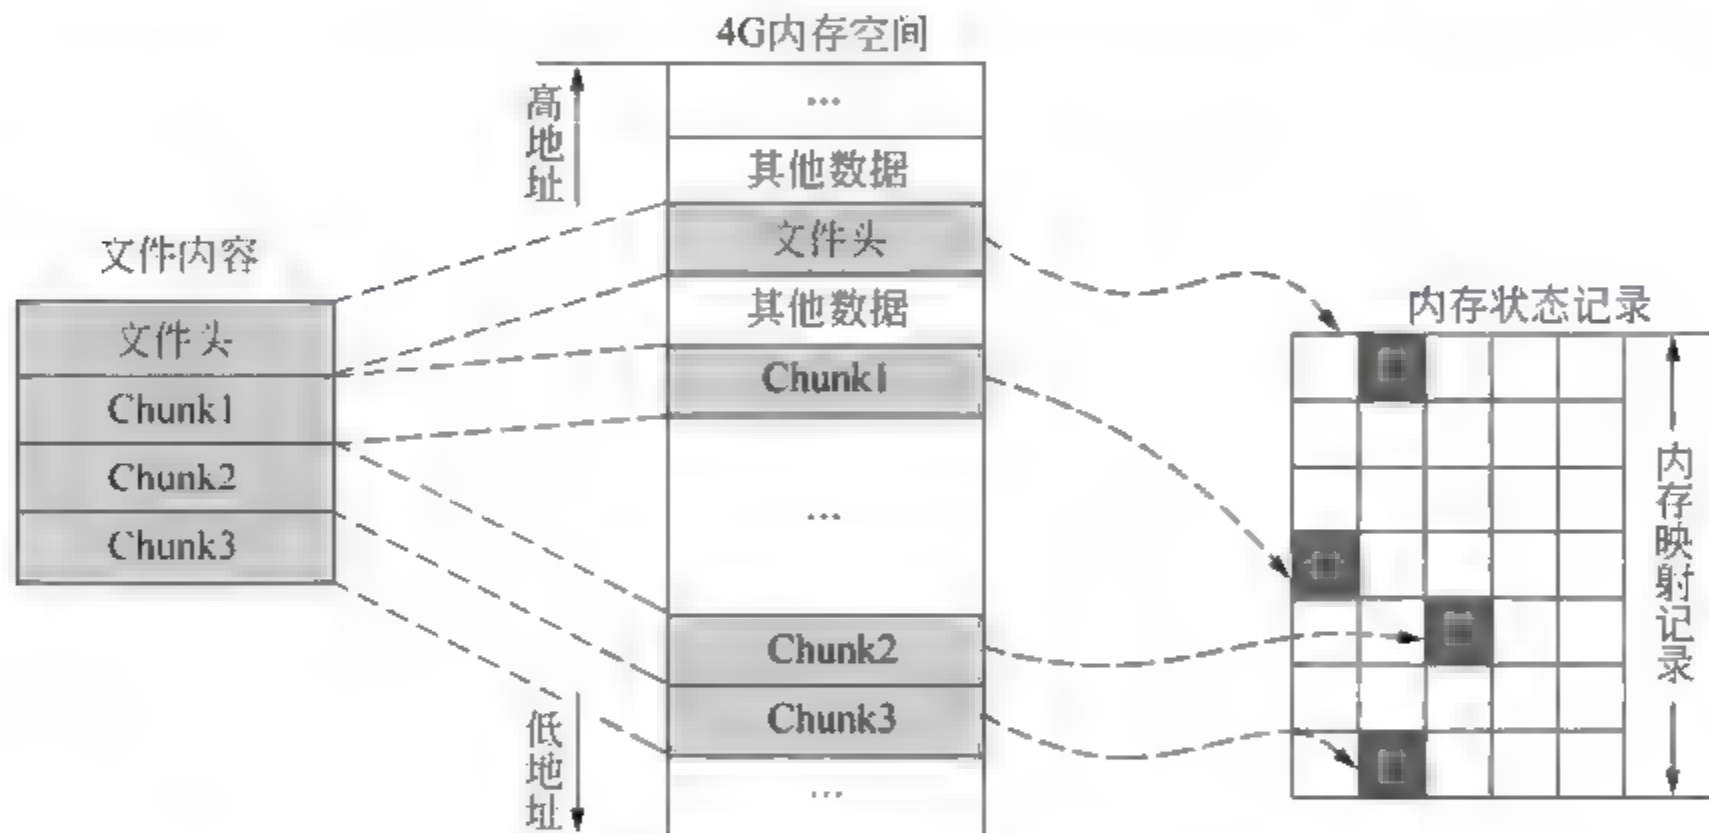 4G内存空间
高地址
...
其他数据
文件头
其他数据
Chunk1
...
Chunk2
Chunk3
...
低地址
文件内容
文件头
Chunk1
Chunk2
Chunk3
内存状态记录
内存映射记录